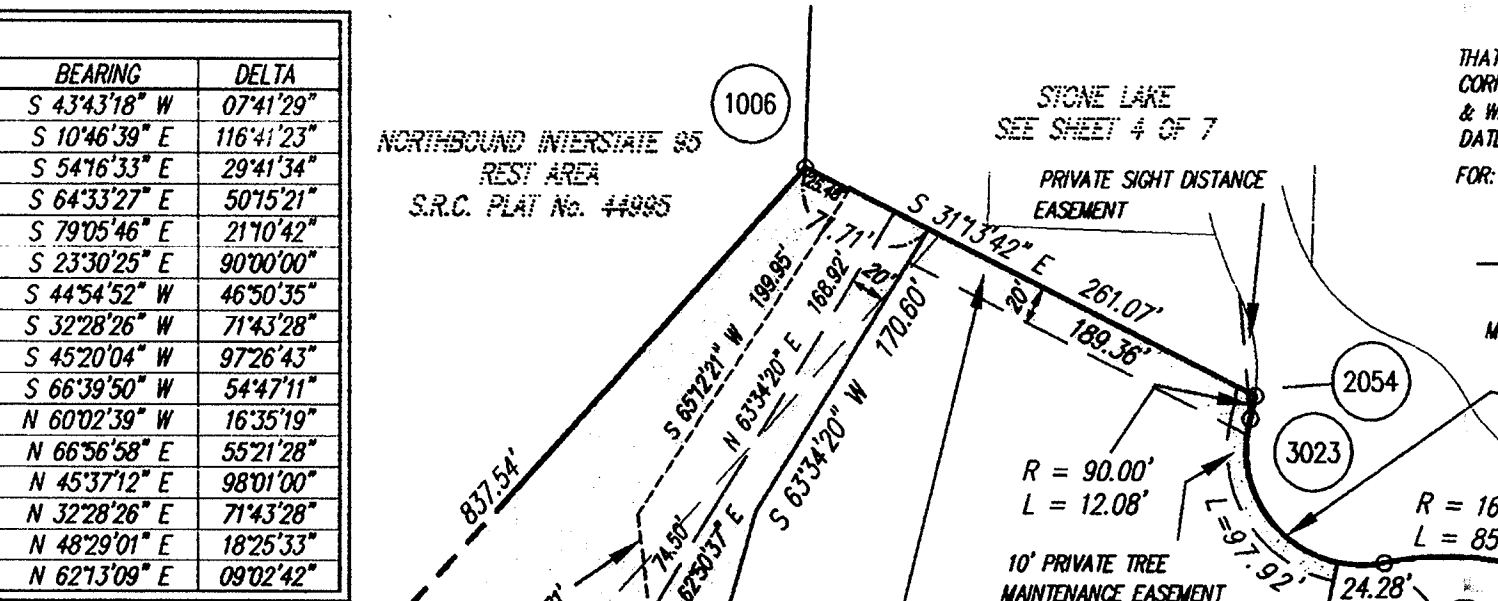 BEARING DELTA
S 43°43'18" W 07°41'29"
S 10°46'39" E 116°41'23"
S 54°16'33" E 29°41'34"
S 64°33'27" E 50°15'21"
S 79°05'46" E 21°10'42"
S 23°30'25" E 90°00'00"
S 44°54'52" W 46°50'35"
S 32°28'26" W 71°43'28"
S 45°20'04" W 97°26'43"
S 66°39'50" W 54°47'11"
N 60°02'39" W 16°35'19"
N 66°56'58" E 55°21'28"
N 45°37'12" E 98°01'00"
N 32°28'26" E 71°43'28"
N 48°29'01" E 18°25'33"
N 62°13'09" E 09°02'42"
1006
NORTHBOUND INTERSTATE 95
REST AREA
S.R.C. PLAT No. 44995
STONE LAKE
SEE SHEET 4 OF 7
PRIVATE SIGHT DISTANCE
EASEMENT
THAT
& W
DAT
FOR:
71.71'
S 31°13'42" E
261.07'
20'
189.36'
199.95'
S 65°12'21" W
168.92'
N 63°34'20" E
20'
170.60'
S 63°34'20" W
837.54'
74.50'
62°50'37" E
2054
3023
R = 90.00'
L = 12.08'
R = 16
L = 85
10' PRIVATE TREE
MAINTENANCE EASEMENT
L=97.92'
24.28'